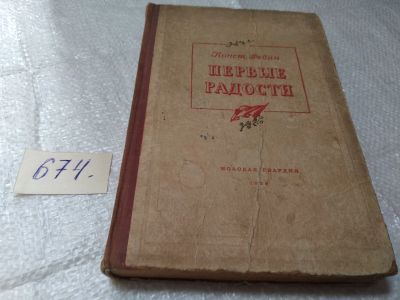 Конст. Федин
ПЕРВЫЕ
РАДОСТИ
МОЛОДАЯ ГВАРДИЯ
674.